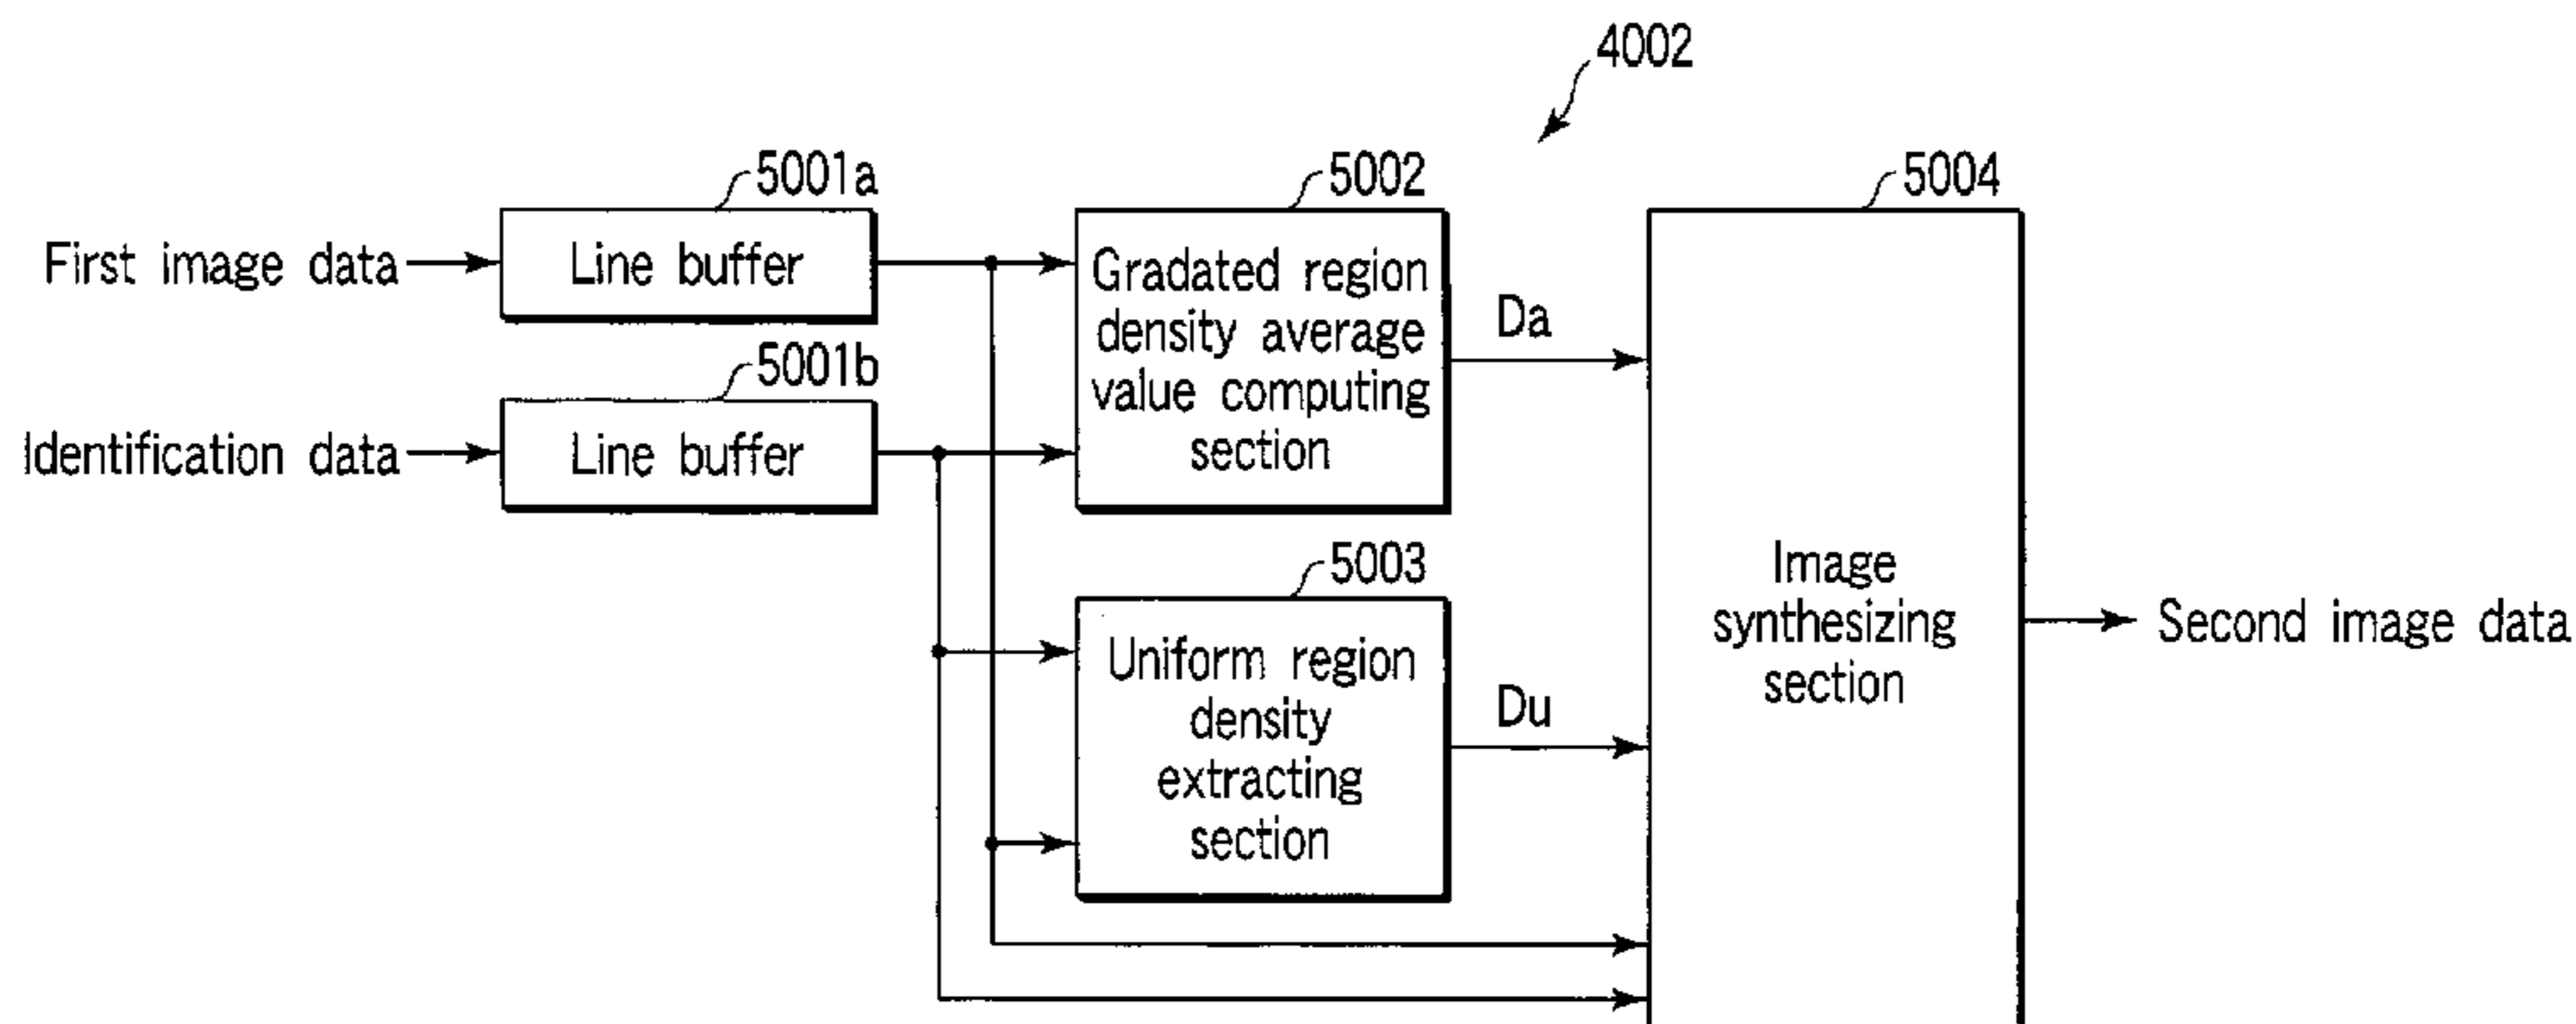 4002
5001a
5002
5004
First image data
Line buffer
Gradated region
density average
value computing
section
Da
5001b
Identification data
Line buffer
5003
Uniform region
density
extracting
section
Du
Image
synthesizing
section
Second image data